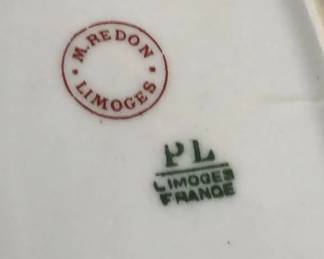 M. REDON
LIMOGES
PL
LIMOGES
FRANCE